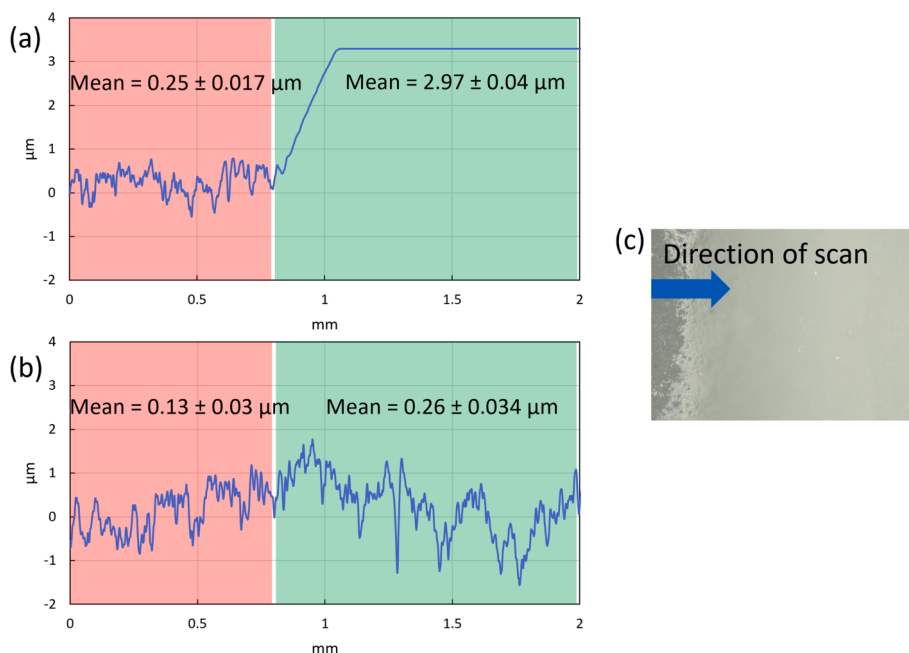 (a)
4
3
2
1
0
-1
-2
µm
Mean = 0.25 ± 0.017 µm
Mean = 2.97 ± 0.04 µm
0
0.5
1
1.5
2
mm
(b)
4
3
2
1
0
-1
-2
µm
Mean = 0.13 ± 0.03 µm
Mean = 0.26 ± 0.034 µm
0
0.5
1
1.5
2
mm
(c)
Direction of scan